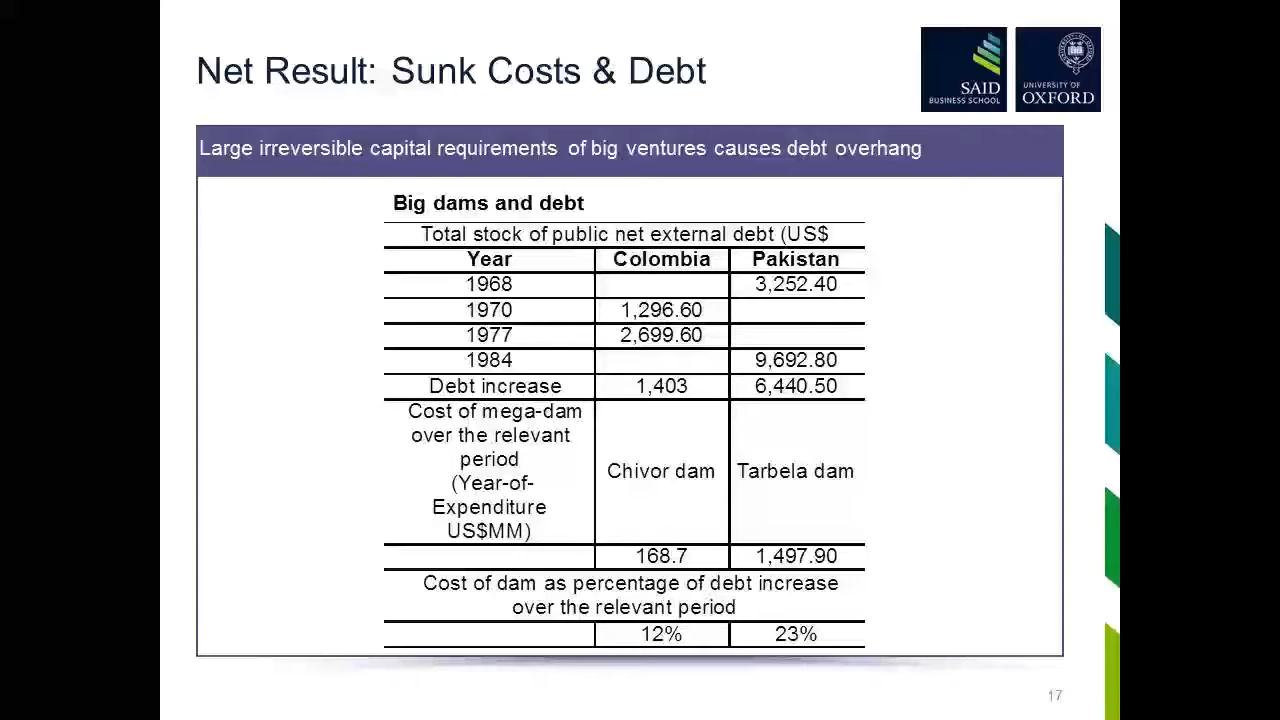 Net Result: Sunk Costs & Debt
SAID
BUSINESS SCHOOL
UNIVERSITY OF
OXFORD
Large irreversible capital requirements of big ventures causes debt overhang
Big dams and debt
Total stock of public net external debt (US$
Year Colombia Pakistan
1968 3,252.40
1970 1,296.60
1977 2,699.60
1984 9,692.80
Debt increase 1,403 6,440.50
Cost of mega-dam
over the relevant
period
(Year-of-
Expenditure
US$MM)
Chivor dam Tarbela dam
168.7 1,497.90
Cost of dam as percentage of debt increase
over the relevant period
12% 23%
17